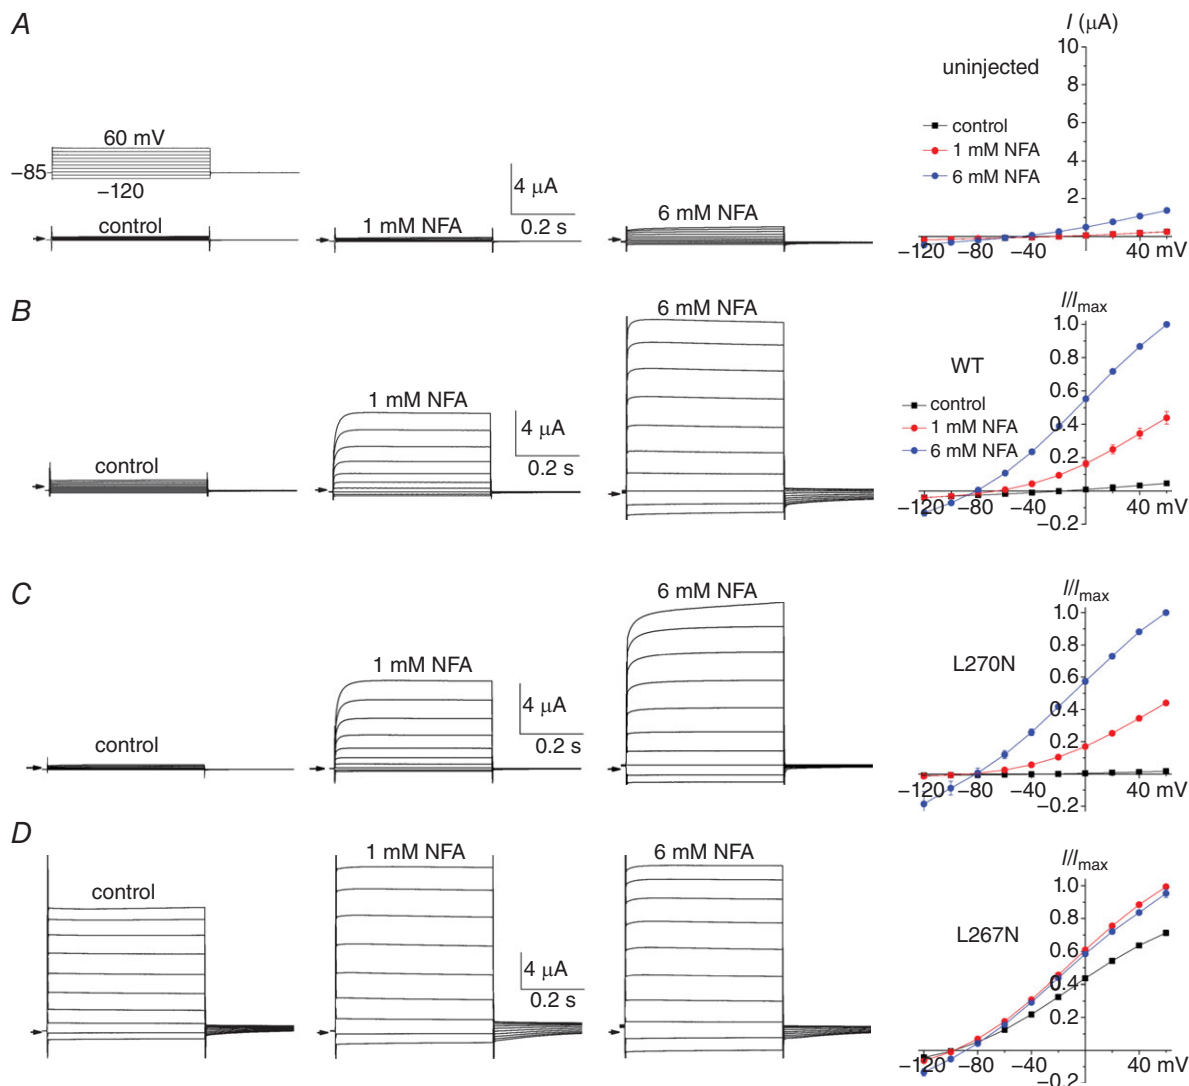 A
I (μA)
10
uninjected
8
6
control
4
1 mM NFA
6 mM NFA
2
−120 −80 −40 40 mV
60 mV
−85
−120
control
1 mM NFA
4 μA
0.2 s
6 mM NFA
B
I/Imax
6 mM NFA
1.0
0.8
WT
0.6
control
0.4
1 mM NFA
6 mM NFA
0.2
−120 −80 −40 40 mV
−0.2
control
1 mM NFA
4 μA
0.2 s
C
I/Imax
6 mM NFA
1.0
0.8
L270N
0.6
0.4
0.2
−120 −80 −40 40 mV
−0.2
control
1 mM NFA
4 μA
0.2 s
D
I/Imax
1 mM NFA
6 mM NFA
control
1.0
0.8
L267N
0.6
0.4
0.2
−120 −80 −40 40 mV
−0.2
4 μA
0.2 s